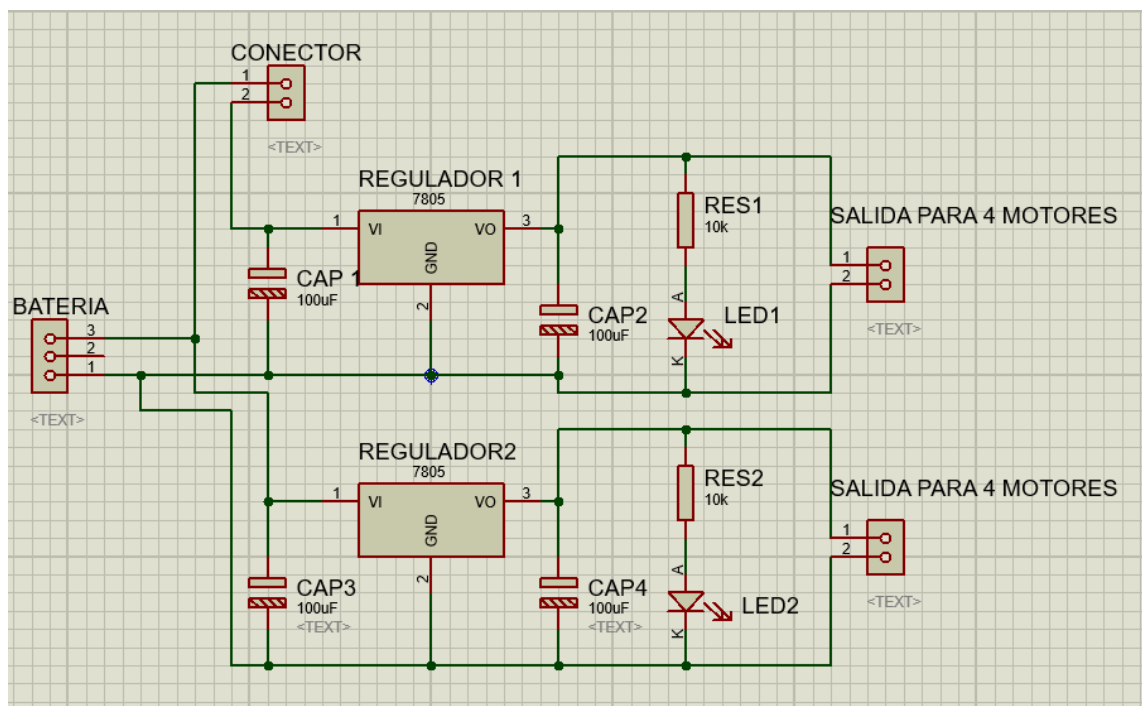 CONECTOR
1
2
<TEXT>
REGULADOR 1
7805
1
VI
VO
3
GND
2
CAP 1
100uF
RES1
10k
SALIDA PARA 4 MOTORES
1
2
<TEXT>
CAP2
100uF
A
LED1
K
BATERIA
3
2
1
<TEXT>
REGULADOR2
7805
1
VI
VO
3
GND
2
CAP3
100uF
<TEXT>
CAP4
100uF
<TEXT>
RES2
10k
A
LED2
K
SALIDA PARA 4 MOTORES
1
2
<TEXT>